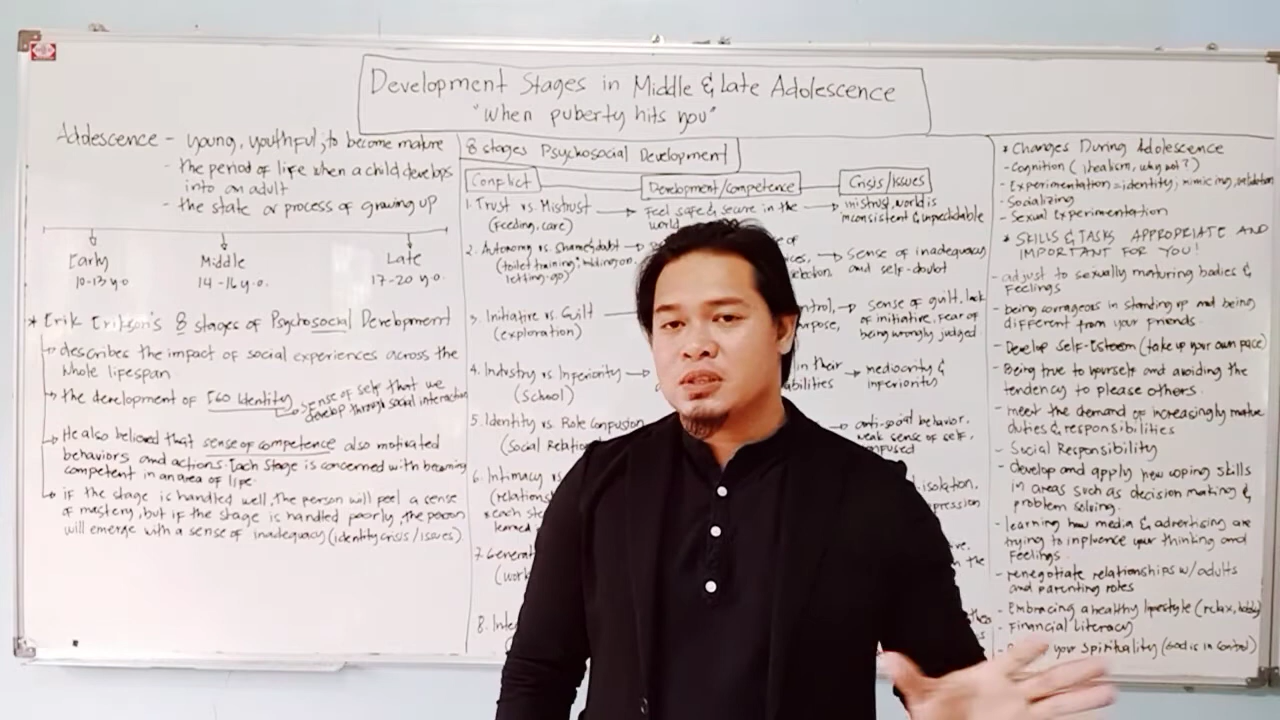 Development Stages in Middle & Late Adolescence
"When puberty hits you"
Adolescence - young, youthful, to become mature
- the period of life when a child develops
into an adult
- the state or process of growing up
Early
10-13 y.o
Middle
14-16 y.o.
Late
17-20 y.o.
* Erik Erikson's 8 stages of Psychosocial Development
describes the impact of social experiences across the
whole lifespan
the development of EGO Identity
sense of self that we
develop through social interaction
He also believed that sense of competence also motivated
behaviors and actions. Each stage is concerned with becoming
competent in an area of life.
if the stage is handled well, the person will feel a sense
of mastery, but if the stage is handled poorly, the person
will emerge with a sense of inadequacy (identity crisis / issues)
8 stages Psychosocial Development
Conflict
Development/competence
Crisis/Issues
1. Trust vs Mistrust
(Feeding, care)
Feel safe & secure in the
world
mistrust, world is
inconsistent & unpredictable
2. Autonomy vs. Shame, doubt
(toilet training, holding on,
letting-go)
of
sense of inadequacy
and self-doubt
3. Initiative vs. Guilt
(exploration)
sense of guilt, lack
of initiative, fear of
being wrongly judged
4. Industry vs Inferiority
(School)
in their
mediocrity &
inferiority
5. Identity vs. Role Confusion
anti-social behavior,
weak sense of self,
6. Intimacy vs
isolation,
7.
the
8.
* Changes During Adolescence
- Cognition (idealism, why not?)
- Experimentation = identity, mimicing, validation
- Socializing
- Sexual Experimentation
* SKILLS & TASKS APPROPRIATE AND
IMPORTANT FOR YOU!
- adjust to sexually maturing bodies &
feelings
- being courageous in standing up and being
different from your friends.
- Develop Self-Esteem (take up your own pace)
- Being true to yourself and avoiding the
tendency to please others.
- meet the demand of increasingly mature
duties & responsibilities
- Social Responsibility
- develop and apply new coping skills
in areas such as decision making &
problem solving.
- learning how media & advertising are
trying to influence your thinking and
feelings.
- renegotiate relationships w/ adults
and parenting roles
- Embracing a healthy lifestyle (relax, hobby)
- Financial Literacy
your Spirituality (God is in control)